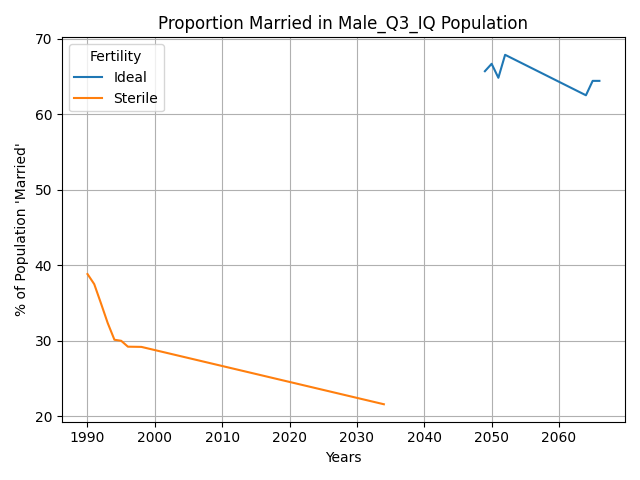 Proportion Married in Male_Q3_IQ Population
% of Population 'Married'
70
60
50
40
30
20
Fertility
Ideal
Sterile
1990 2000 2010 2020 2030 2040 2050 2060
Years